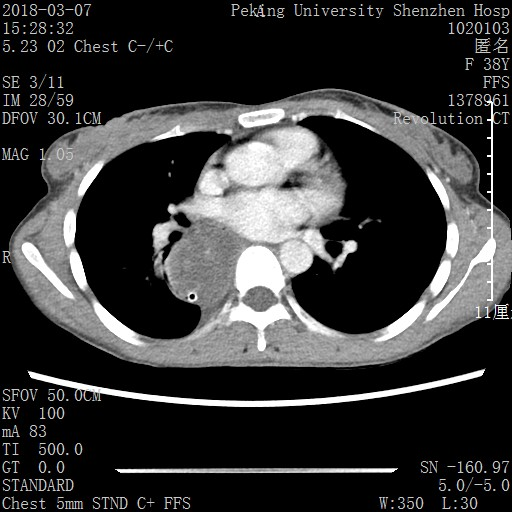 2018-03-07
15:28:32
5.23 02 Chest C-/+C
SE 3/11
IM 28/59
DFOV 30.1CM
MAG 1.05
Peking University Shenzhen Hosp
A
1020103
匿名
F 38Y
FFS
1378961
Revolution CT
R
11厘
SFOV 50.0CM
KV 100
mA 83
TI 500.0
GT 0.0
STANDARD
Chest 5mm STND C+ FFS
SN -160.97
5.0/-5.0
W:350 L:30